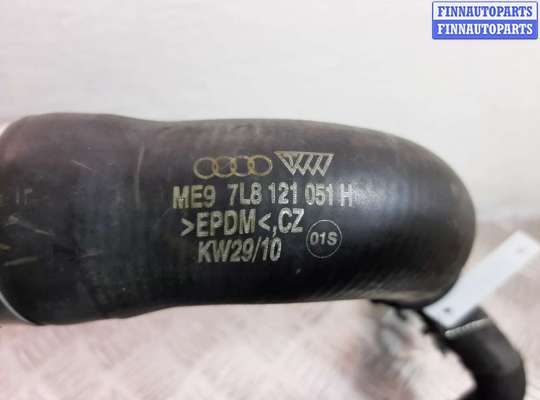 FINNAUTOPARTS
FINNAUTOPARTS
ME9 7L8 121 051 H
>EPDM<,CZ
KW29/10
01S